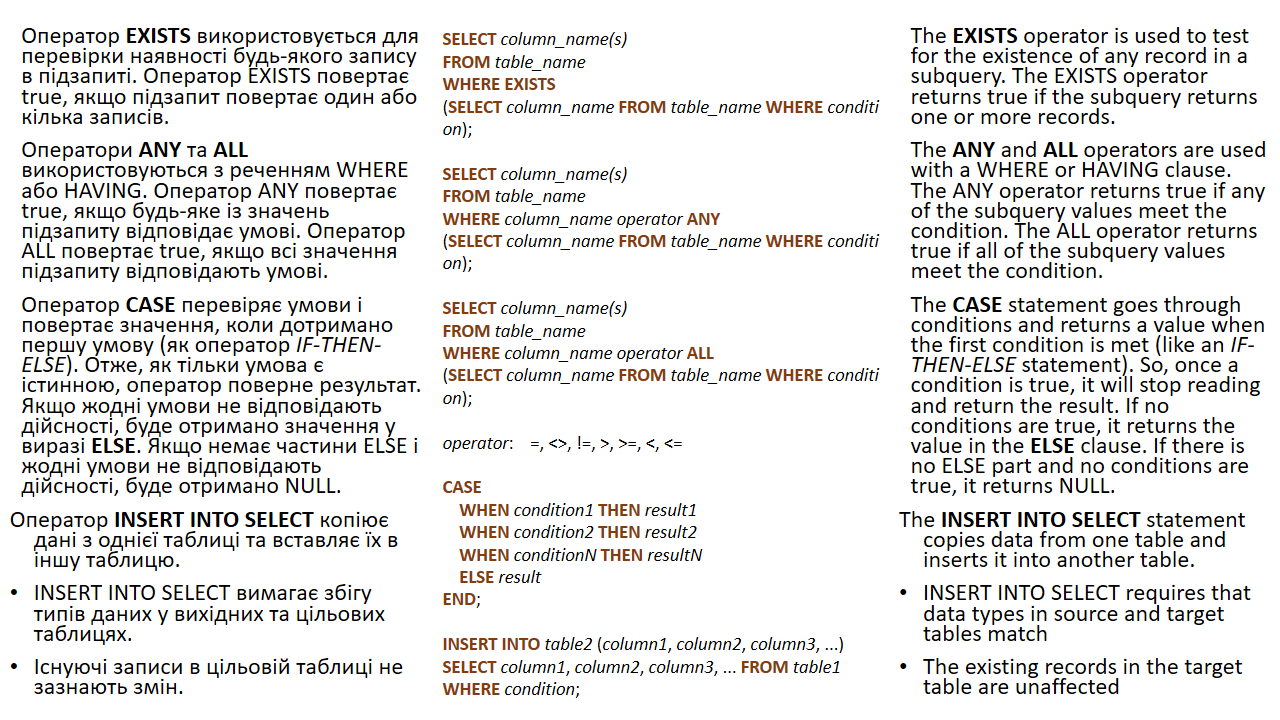 Оператор EXISTS використовується для
перевірки наявності будь-якого запису
в підзапиті. Оператор EXISTS повертає
true, якщо підзапит повертає один або
кілька записів.
Оператори ANY та ALL
використовуються з реченням WHERE
або HAVING. Оператор ANY повертає
true, якщо будь-яке із значень
підзапиту відповідає умові. Оператор
ALL повертає true, якщо всі значення
підзапиту відповідають умові.
Оператор CASE перевіряє умови і
повертає значення, коли дотримано
першу умову (як оператор IF-THEN-
ELSE). Отже, як тільки умова є
істинною, оператор поверне результат.
Якщо жодні умови не відповідають
дійсності, буде отримано значення у
виразі ELSE. Якщо немає частини ELSE і
жодні умови не відповідають
дійсності, буде отримано NULL.
Оператор INSERT INTO SELECT копіює
дані з однієї таблиці та вставляє їх в
іншу таблицю.
• INSERT INTO SELECT вимагає збігу
типів даних у вихідних та цільових
таблицях.
• Існуючі записи в цільовій таблиці не
зазнають змін.
SELECT column_name(s)
FROM table_name
WHERE EXISTS
(SELECT column_name FROM table_name WHERE conditi
on);
SELECT column_name(s)
FROM table_name
WHERE column_name operator ANY
(SELECT column_name FROM table_name WHERE conditi
on);
SELECT column_name(s)
FROM table_name
WHERE column_name operator ALL
(SELECT column_name FROM table_name WHERE conditi
on);
operator: =, <>, !=, >, >=, <, <=
CASE
WHEN condition1 THEN result1
WHEN condition2 THEN result2
WHEN conditionN THEN resultN
ELSE result
END;
INSERT INTO table2 (column1, column2, column3, ...)
SELECT column1, column2, column3, ... FROM table1
WHERE condition;
The EXISTS operator is used to test
for the existence of any record in a
subquery. The EXISTS operator
returns true if the subquery returns
one or more records.
The ANY and ALL operators are used
with a WHERE or HAVING clause.
The ANY operator returns true if any
of the subquery values meet the
condition. The ALL operator returns
true if all of the subquery values
meet the condition.
The CASE statement goes through
conditions and returns a value when
the first condition is met (like an IF-
THEN-ELSE statement). So, once a
condition is true, it will stop reading
and return the result. If no
conditions are true, it returns the
value in the ELSE clause. If there is
no ELSE part and no conditions are
true, it returns NULL.
The INSERT INTO SELECT statement
copies data from one table and
inserts it into another table.
• INSERT INTO SELECT requires that
data types in source and target
tables match
• The existing records in the target
table are unaffected